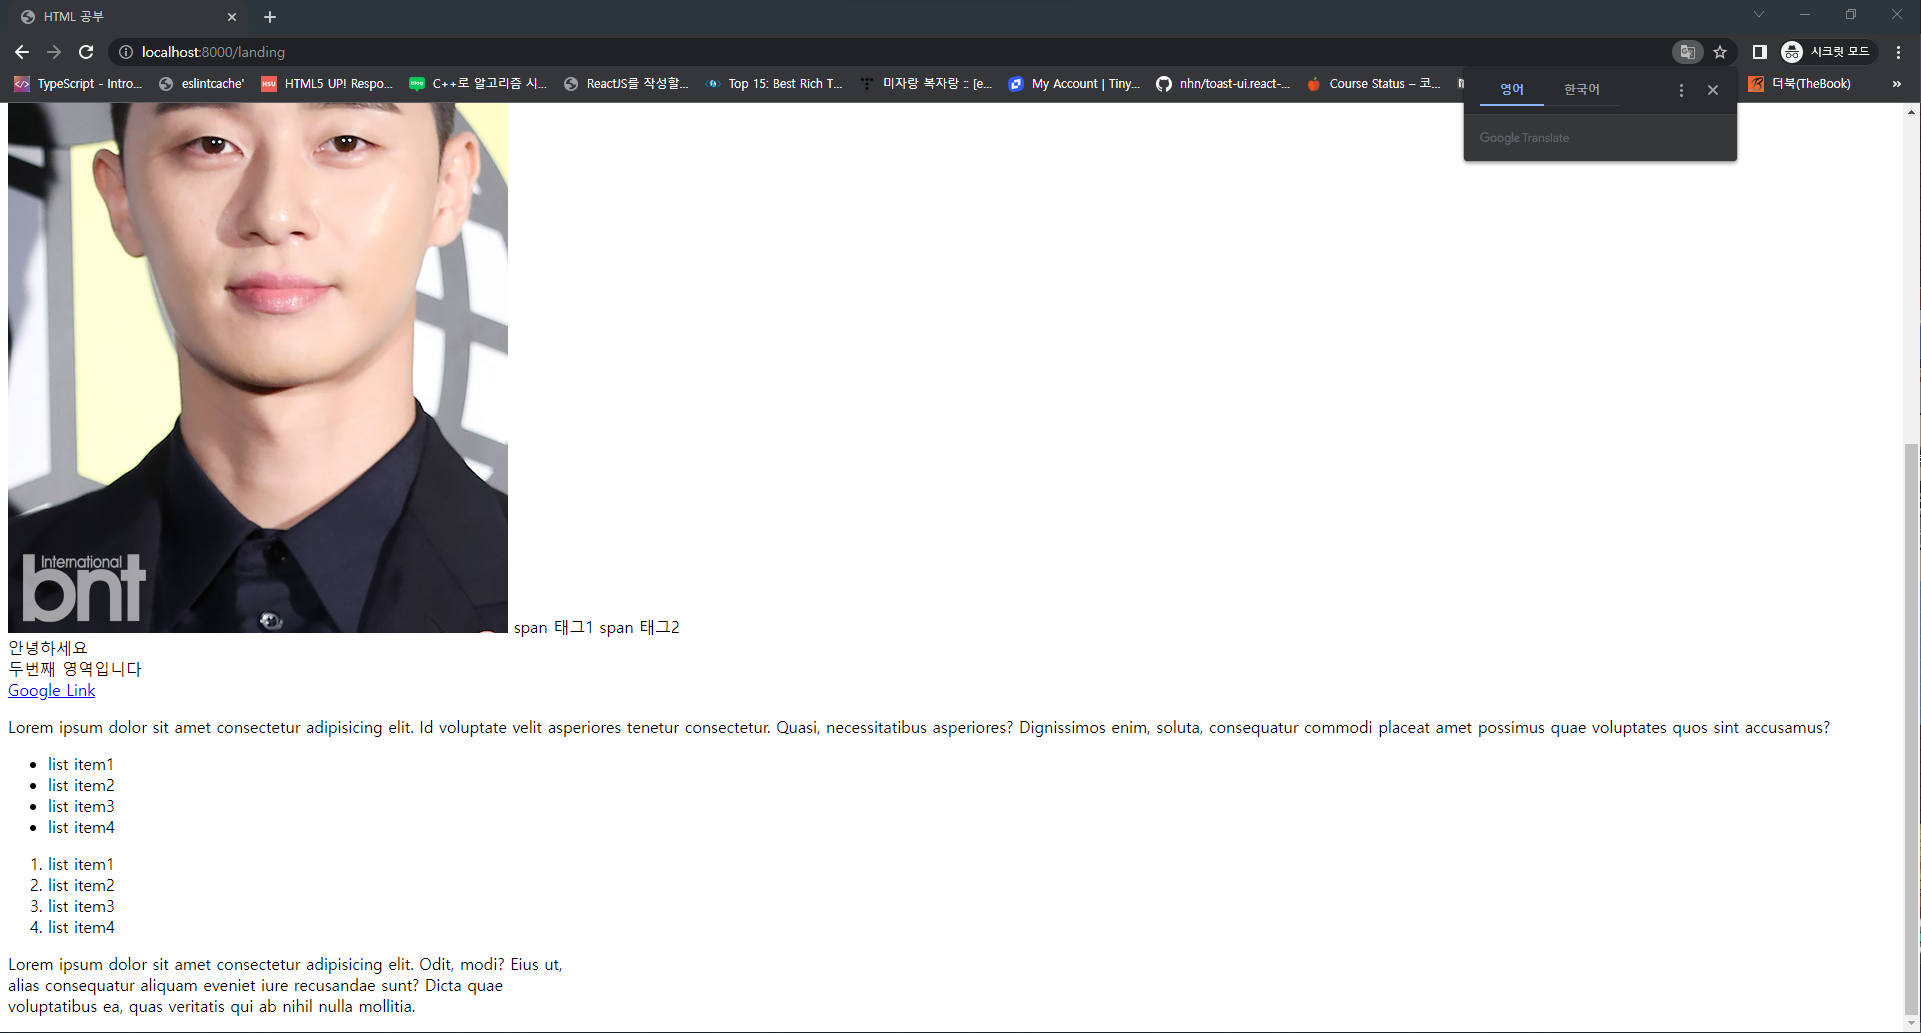 HTML 공부
localhost:8000/landing
시크릿 모드
TypeScript - Intro...
eslintcache'
HTML5 UP! Respo...
C++로 알고리즘 시...
ReactJS를 작성할...
Top 15: Best Rich T...
미자랑 복자랑 :: [e...
My Account | Tiny...
nhn/toast-ui.react-...
Course Status – 코...
더북(TheBook)
영어 한국어
Google Translate
International
bnt
span 태그1 span 태그2
안녕하세요
두번째 영역입니다
Google Link
Lorem ipsum dolor sit amet consectetur adipisicing elit. Id voluptate velit asperiores tenetur consectetur. Quasi, necessitatibus asperiores? Dignissimos enim, soluta, consequatur commodi placeat amet possimus quae voluptates quos sint accusamus?
• list item1
• list item2
• list item3
• list item4
1. list item1
2. list item2
3. list item3
4. list item4
Lorem ipsum dolor sit amet consectetur adipisicing elit. Odit, modi? Eius ut,
alias consequatur aliquam eveniet iure recusandae sunt? Dicta quae
voluptatibus ea, quas veritatis qui ab nihil nulla mollitia.